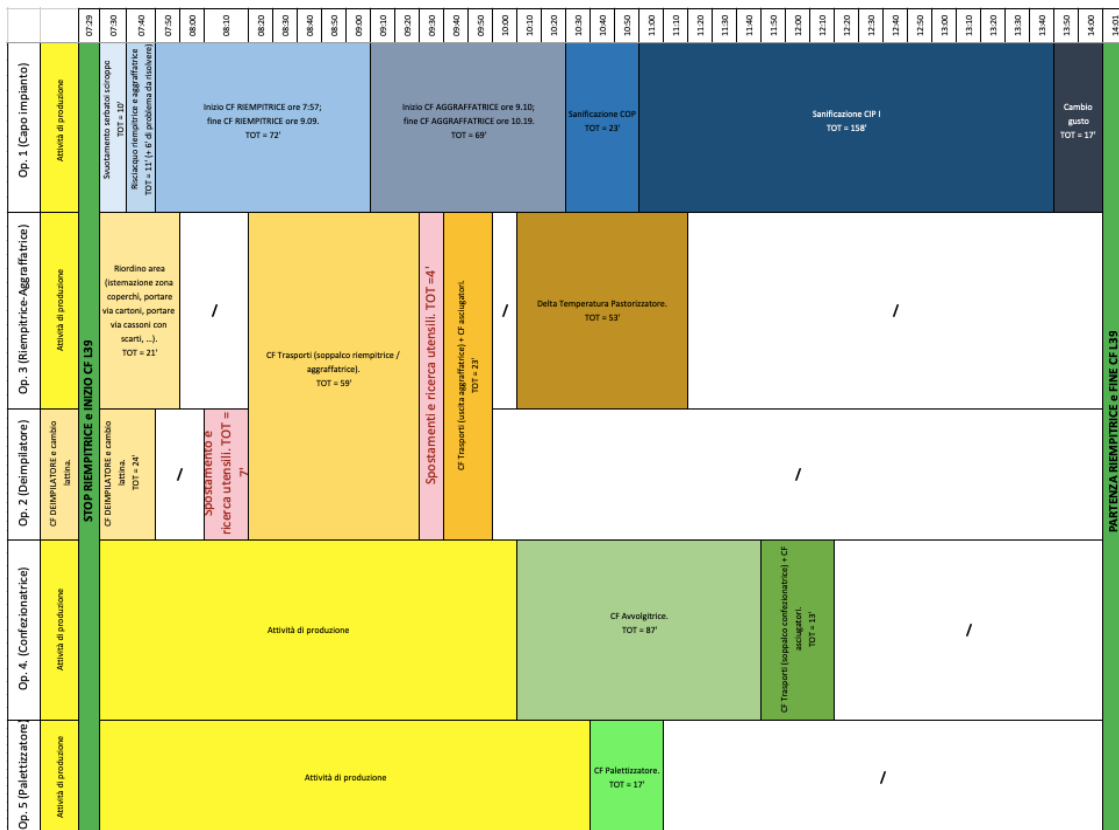 07:29
07:30
07:40
07:50
08:00
08:10
08:20
08:30
08:40
08:50
09:00
09:10
09:20
09:30
09:40
09:50
10:00
10:10
10:20
10:30
10:40
10:50
11:00
11:10
11:20
11:30
11:40
11:50
12:00
12:10
12:20
12:30
12:40
12:50
13:00
13:10
13:20
13:30
13:40
13:50
14:00
14:01
Op. 1 (Capo impianto)
Attività di produzione
STOP RIEMPITRICE e INIZIO CF L39
Svuotamento serbatoi sciroppo
TOT = 10'
Risciacquo riempitrice e aggraffatrice
TOT = 11' (+ 6' di problema da risolvere)
Inizio CF RIEMPITRICE ore 7:57;
fine CF RIEMPITRICE ore 9.09.
TOT = 72'
Inizio CF AGGRAFFATRICE ore 9.10;
fine CF AGGRAFFATRICE ore 10.19.
TOT = 69'
Sanificazione COP
TOT = 23'
Sanificazione CIP I
TOT = 158'
Cambio
gusto
TOT = 17'
PARTENZA RIEMPITRICE e FINE CF L39
Op. 3 (Riempitrice-Aggraffatrice)
Attività di produzione
Riordino area
(istemazione zona
coperchi, portare
via cartoni, portare
via cassoni con
scarti, ...).
TOT = 21'
/
CF Trasporti (soppalco riempitrice /
aggraffatrice).
TOT = 59'
Spostamenti e ricerca utensili. TOT =4'
CF Trasporti (uscita aggraffatrice) + CF asciugatori.
TOT = 23'
/
Delta Temperatura Pastorizzatore.
TOT = 53'
/
Op. 2 (Deimpilatore)
CF DEIMPILATORE e cambio
lattina.
CF DEIMPILATORE e cambio
lattina.
TOT = 24'
/
Spostamento e
ricerca utensili. TOT =
7'
/
Op. 4. (Confezionatrice)
Attività di produzione
Attività di produzione
CF Avvolgitrice.
TOT = 87'
CF Trasporti (soppalco confezionatrice) + CF
asciugatori.
TOT = 13'
/
Op. 5 (Palettizzatore)
Attività di produzione
Attività di produzione
CF Palettizzatore.
TOT = 17'
/